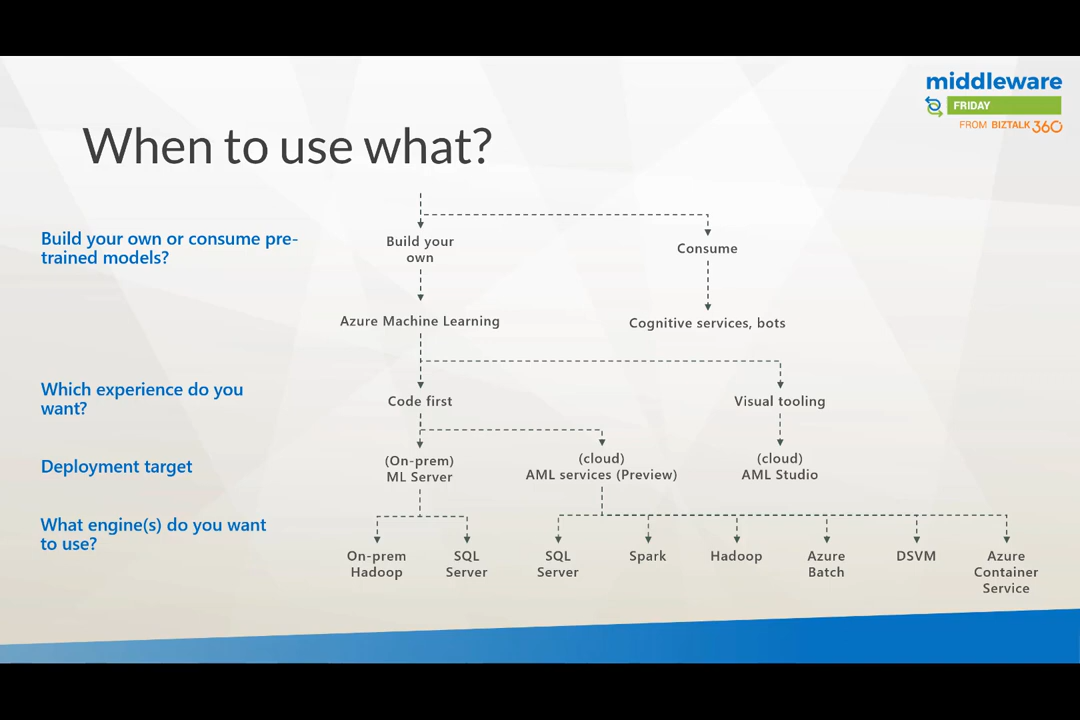 middleware
FRIDAY
FROM BIZTALK360
When to use what?
Build your own or consume pre-
trained models?
Build your
own
Consume
Azure Machine Learning
Cognitive services, bots
Which experience do you
want?
Code first
Visual tooling
Deployment target
(On-prem)
ML Server
(cloud)
AML services (Preview)
(cloud)
AML Studio
What engine(s) do you want
to use?
On-prem
Hadoop
SQL
Server
SQL
Server
Spark
Hadoop
Azure
Batch
DSVM
Azure
Container
Service